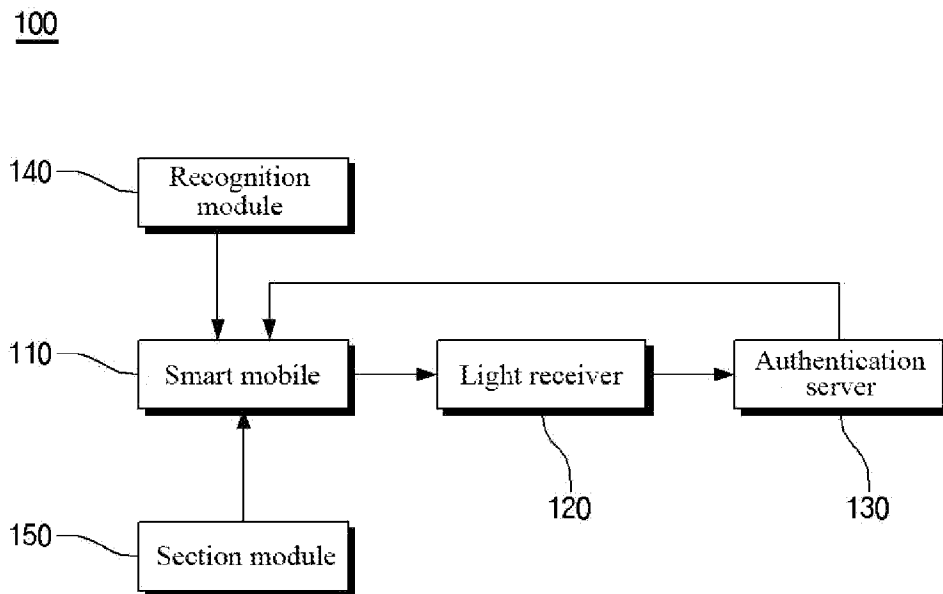 100
140
Recognition
module
110
Smart mobile
Light receiver
Authentication
server
120
130
150
Section module